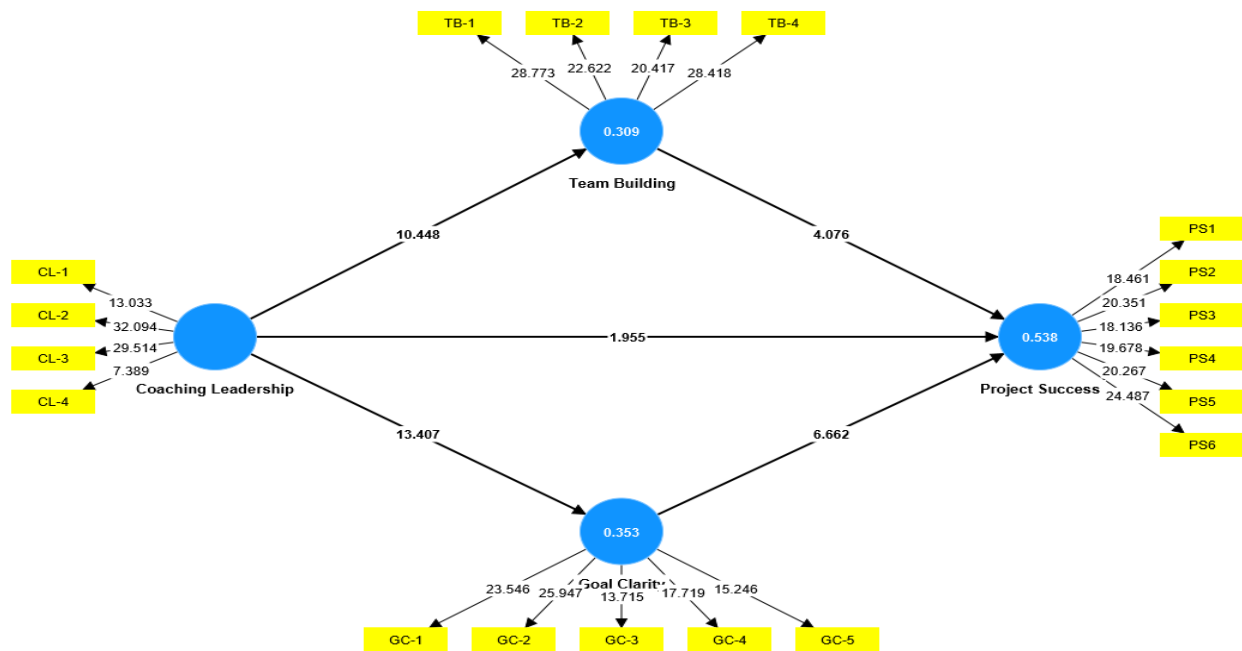 TB-1 TB-2 TB-3 TB-4
28.773 22.622 20.417 28.418
0.309
Team Building
10.448 4.076
CL-1
CL-2
CL-3
CL-4
13.033
32.094
29.514
7.389
Coaching Leadership
1.955
PS1
PS2
PS3
PS4
PS5
PS6
18.461
20.351
18.136
19.678
20.267
24.487
0.538
Project Success
13.407 6.662
0.353
Goal Clarity
23.546 25.947 13.715 17.719 15.246
GC-1 GC-2 GC-3 GC-4 GC-5